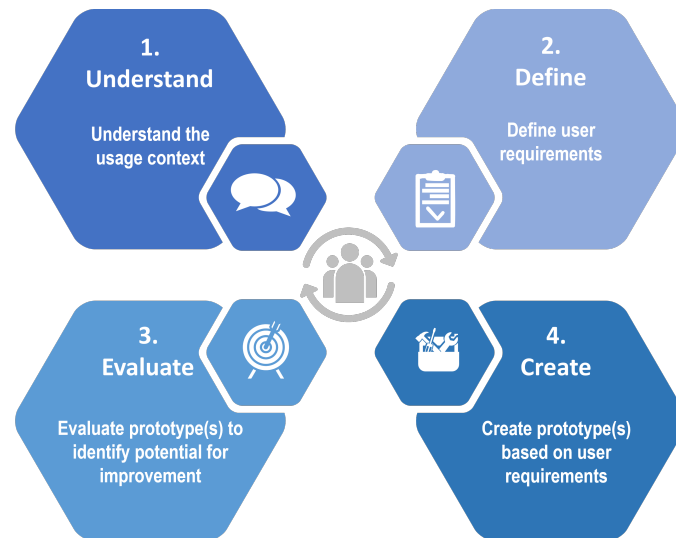 1.
Understand
Understand the
usage context
2.
Define
Define user
requirements
3.
Evaluate
Evaluate prototype(s) to
identify potential for
improvement
4.
Create
Create prototype(s)
based on user
requirements